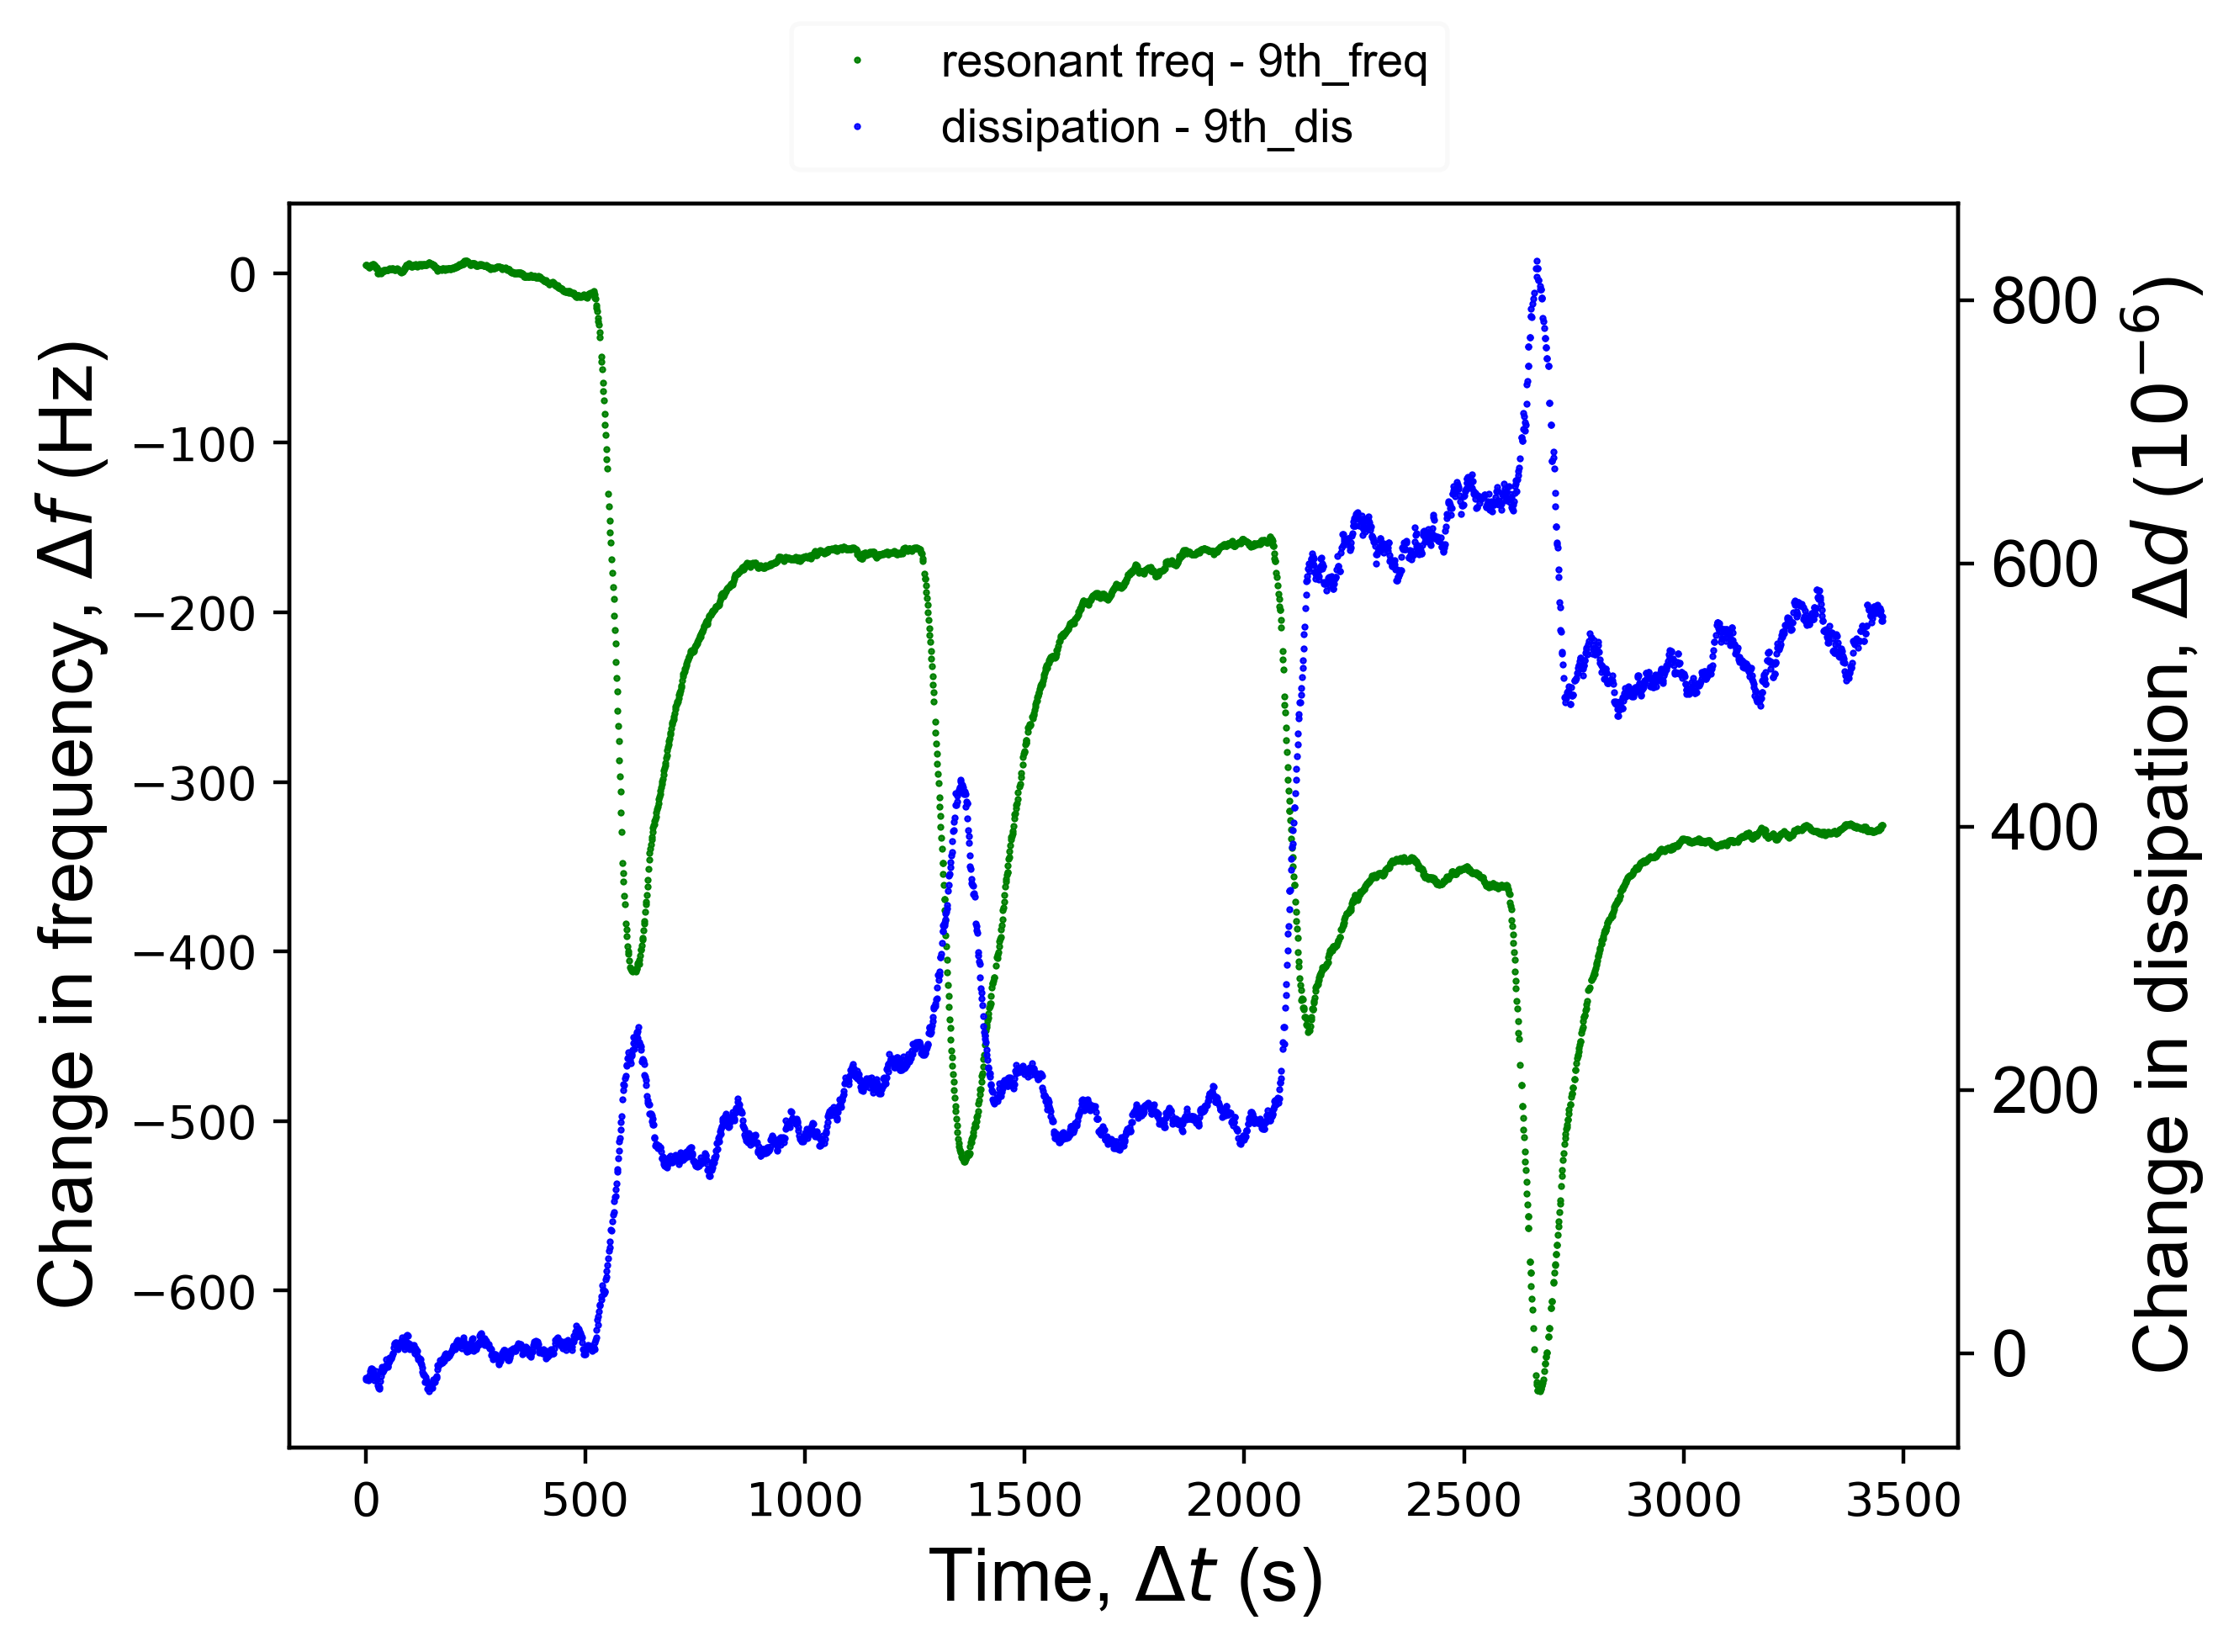 resonant freq - 9th_freq
dissipation - 9th_dis
Change in frequency, Δf (Hz)
0
−100
−200
−300
−400
−500
−600
800
600
400
200
0
Change in dissipation, Δd (10⁻⁶)
0 500 1000 1500 2000 2500 3000 3500
Time, Δt (s)